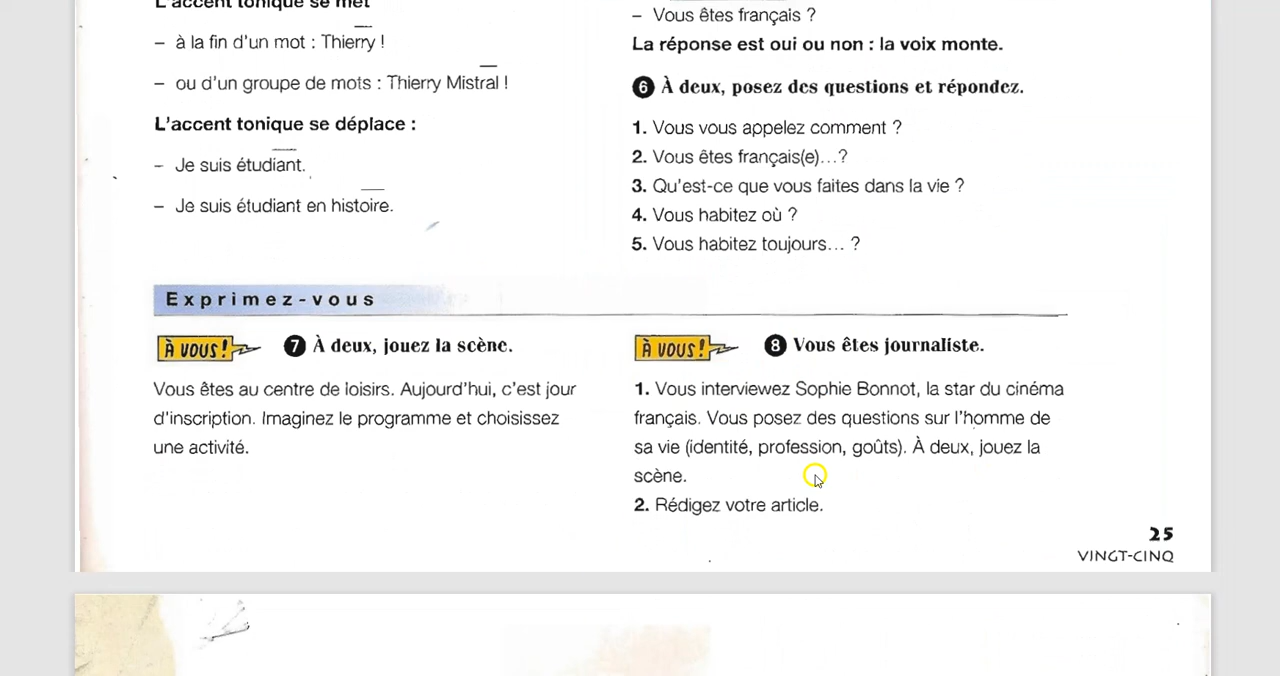 L'accent tonique se met
– à la fin d'un mot : Thierry !
– ou d'un groupe de mots : Thierry Mistral !
L'accent tonique se déplace :
– Je suis étudiant.
– Je suis étudiant en histoire.
– Vous êtes français ?
La réponse est oui ou non : la voix monte.
6 À deux, posez des questions et répondez.
1. Vous vous appelez comment ?
2. Vous êtes français(e)...?
3. Qu'est-ce que vous faites dans la vie ?
4. Vous habitez où ?
5. Vous habitez toujours... ?
Exprimez-vous
À VOUS! 7 À deux, jouez la scène.
Vous êtes au centre de loisirs. Aujourd'hui, c'est jour
d'inscription. Imaginez le programme et choisissez
une activité.
À VOUS! 8 Vous êtes journaliste.
1. Vous interviewez Sophie Bonnot, la star du cinéma
français. Vous posez des questions sur l'homme de
sa vie (identité, profession, goûts). À deux, jouez la
scène.
2. Rédigez votre article.
25
VINGT-CINQ